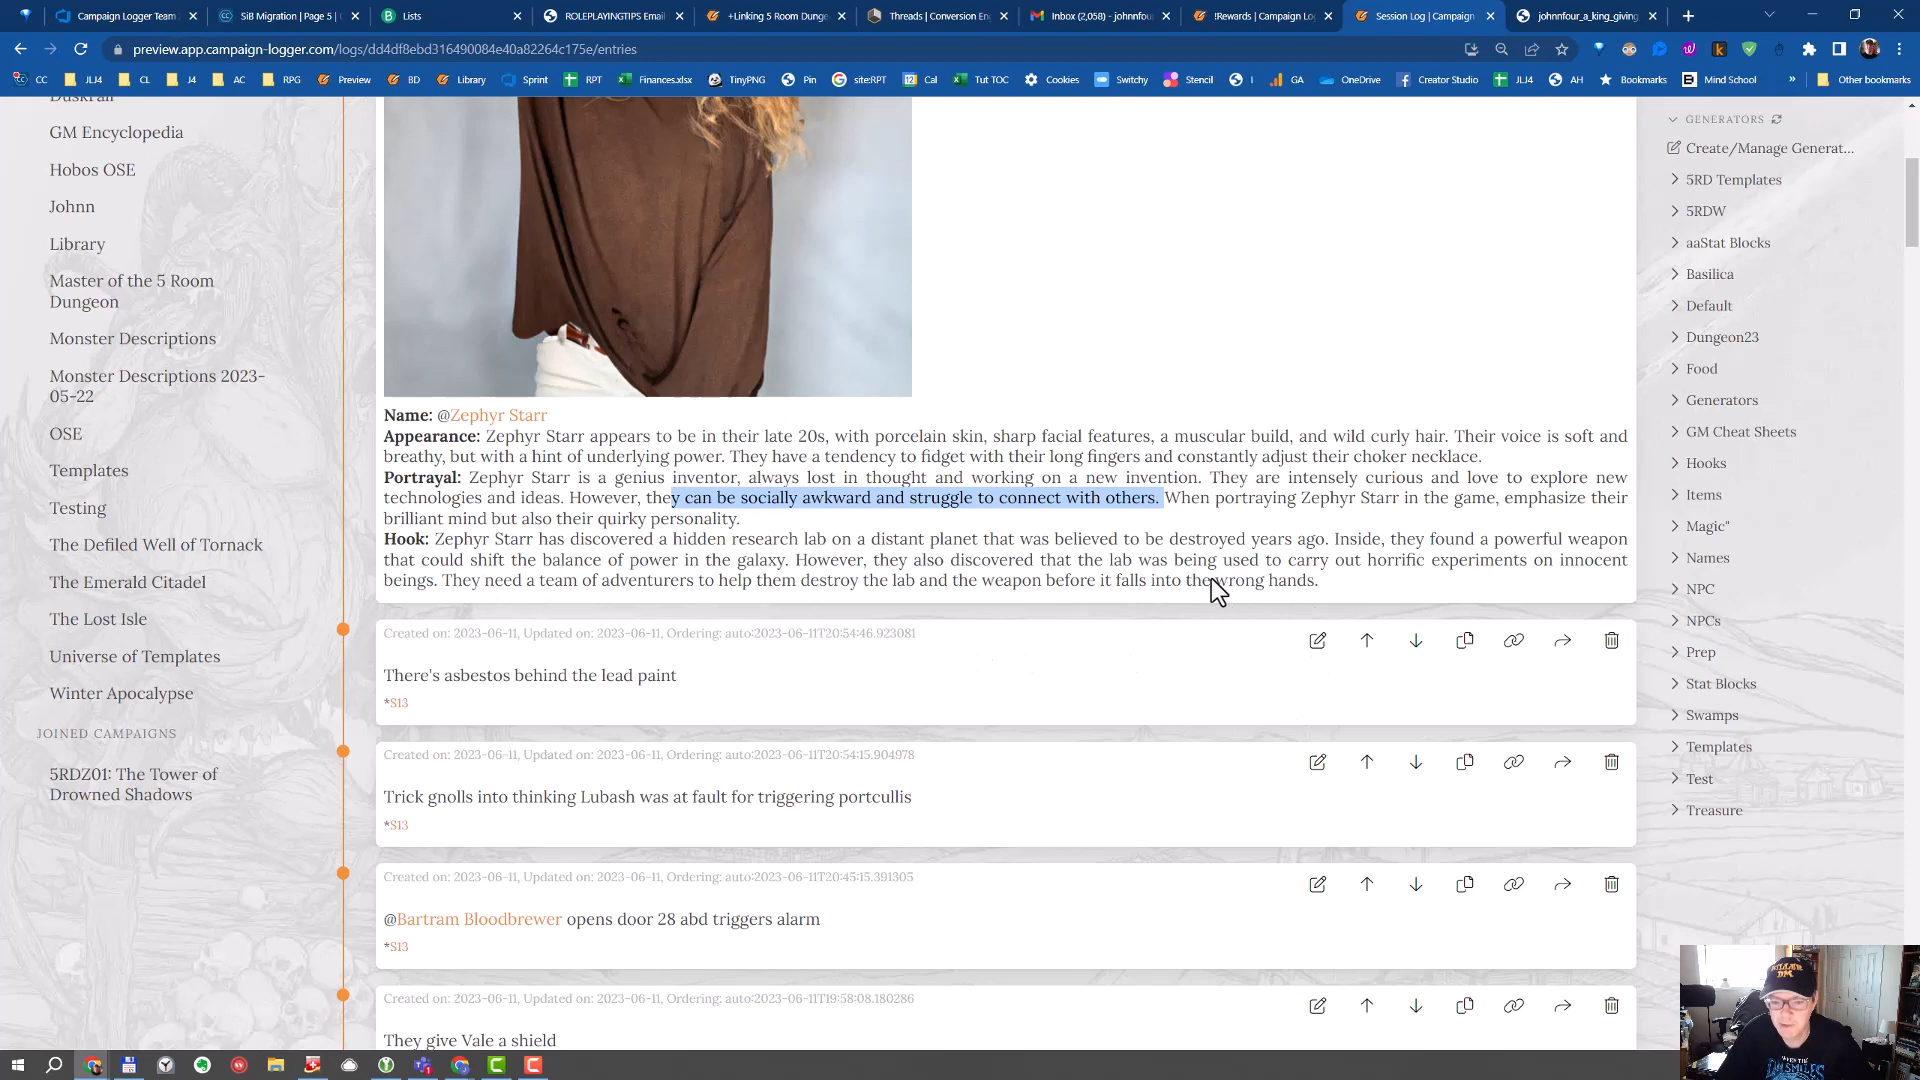 Campaign Logger Team
SiB Migration | Page 5 |
Lists
ROLEPLAYINGTIPS Email
+Linking 5 Room Dunge
Threads | Conversion En
Inbox (2,058) - johnnfou
!Rewards | Campaign Lo
Session Log | Campaign
johnnfour_a_king_giving
preview.app.campaign-logger.com/logs/dd4df8ebd316490084e40a82264c175e/entries
CC
JLJ4
CL
J4
AC
RPG
Preview
BD
Library
Sprint
RPT
Finances.xlsx
TinyPNG
Pin
siteRPT
Cal
Tut TOC
Cookies
Switchy
Stencil
I
GA
OneDrive
Creator Studio
JLJ4
AH
Bookmarks
Mind School
»
Other bookmarks
Duskfall
GM Encyclopedia
Hobos OSE
Johnn
Library
Master of the 5 Room
Dungeon
Monster Descriptions
Monster Descriptions 2023-
05-22
OSE
Templates
Testing
The Defiled Well of Tornack
The Emerald Citadel
The Lost Isle
Universe of Templates
Winter Apocalypse
JOINED CAMPAIGNS
5RDZ01: The Tower of
Drowned Shadows
Name: @Zephyr Starr
Appearance: Zephyr Starr appears to be in their late 20s, with porcelain skin, sharp facial features, a muscular build, and wild curly hair. Their voice is soft and
breathy, but with a hint of underlying power. They have a tendency to fidget with their long fingers and constantly adjust their choker necklace.
Portrayal: Zephyr Starr is a genius inventor, always lost in thought and working on a new invention. They are intensely curious and love to explore new
technologies and ideas. However, they can be socially awkward and struggle to connect with others. When portraying Zephyr Starr in the game, emphasize their
brilliant mind but also their quirky personality.
Hook: Zephyr Starr has discovered a hidden research lab on a distant planet that was believed to be destroyed years ago. Inside, they found a powerful weapon
that could shift the balance of power in the galaxy. However, they also discovered that the lab was being used to carry out horrific experiments on innocent
beings. They need a team of adventurers to help them destroy the lab and the weapon before it falls into the wrong hands.
Created on: 2023-06-11, Updated on: 2023-06-11, Ordering: auto:2023-06-11T20:54:46.923081
There's asbestos behind the lead paint
*S13
Created on: 2023-06-11, Updated on: 2023-06-11, Ordering: auto:2023-06-11T20:54:15.904978
Trick gnolls into thinking Lubash was at fault for triggering portcullis
*S13
Created on: 2023-06-11, Updated on: 2023-06-11, Ordering: auto:2023-06-11T20:45:15.391305
@Bartram Bloodbrewer opens door 28 abd triggers alarm
*S13
Created on: 2023-06-11, Updated on: 2023-06-11, Ordering: auto:2023-06-11T19:58:08.180286
They give Vale a shield
GENERATORS
Create/Manage Generat...
5RD Templates
5RDW
aaStat Blocks
Basilica
Default
Dungeon23
Food
Generators
GM Cheat Sheets
Hooks
Items
Magic"
Names
NPC
NPCs
Prep
Stat Blocks
Swamps
Templates
Test
Treasure